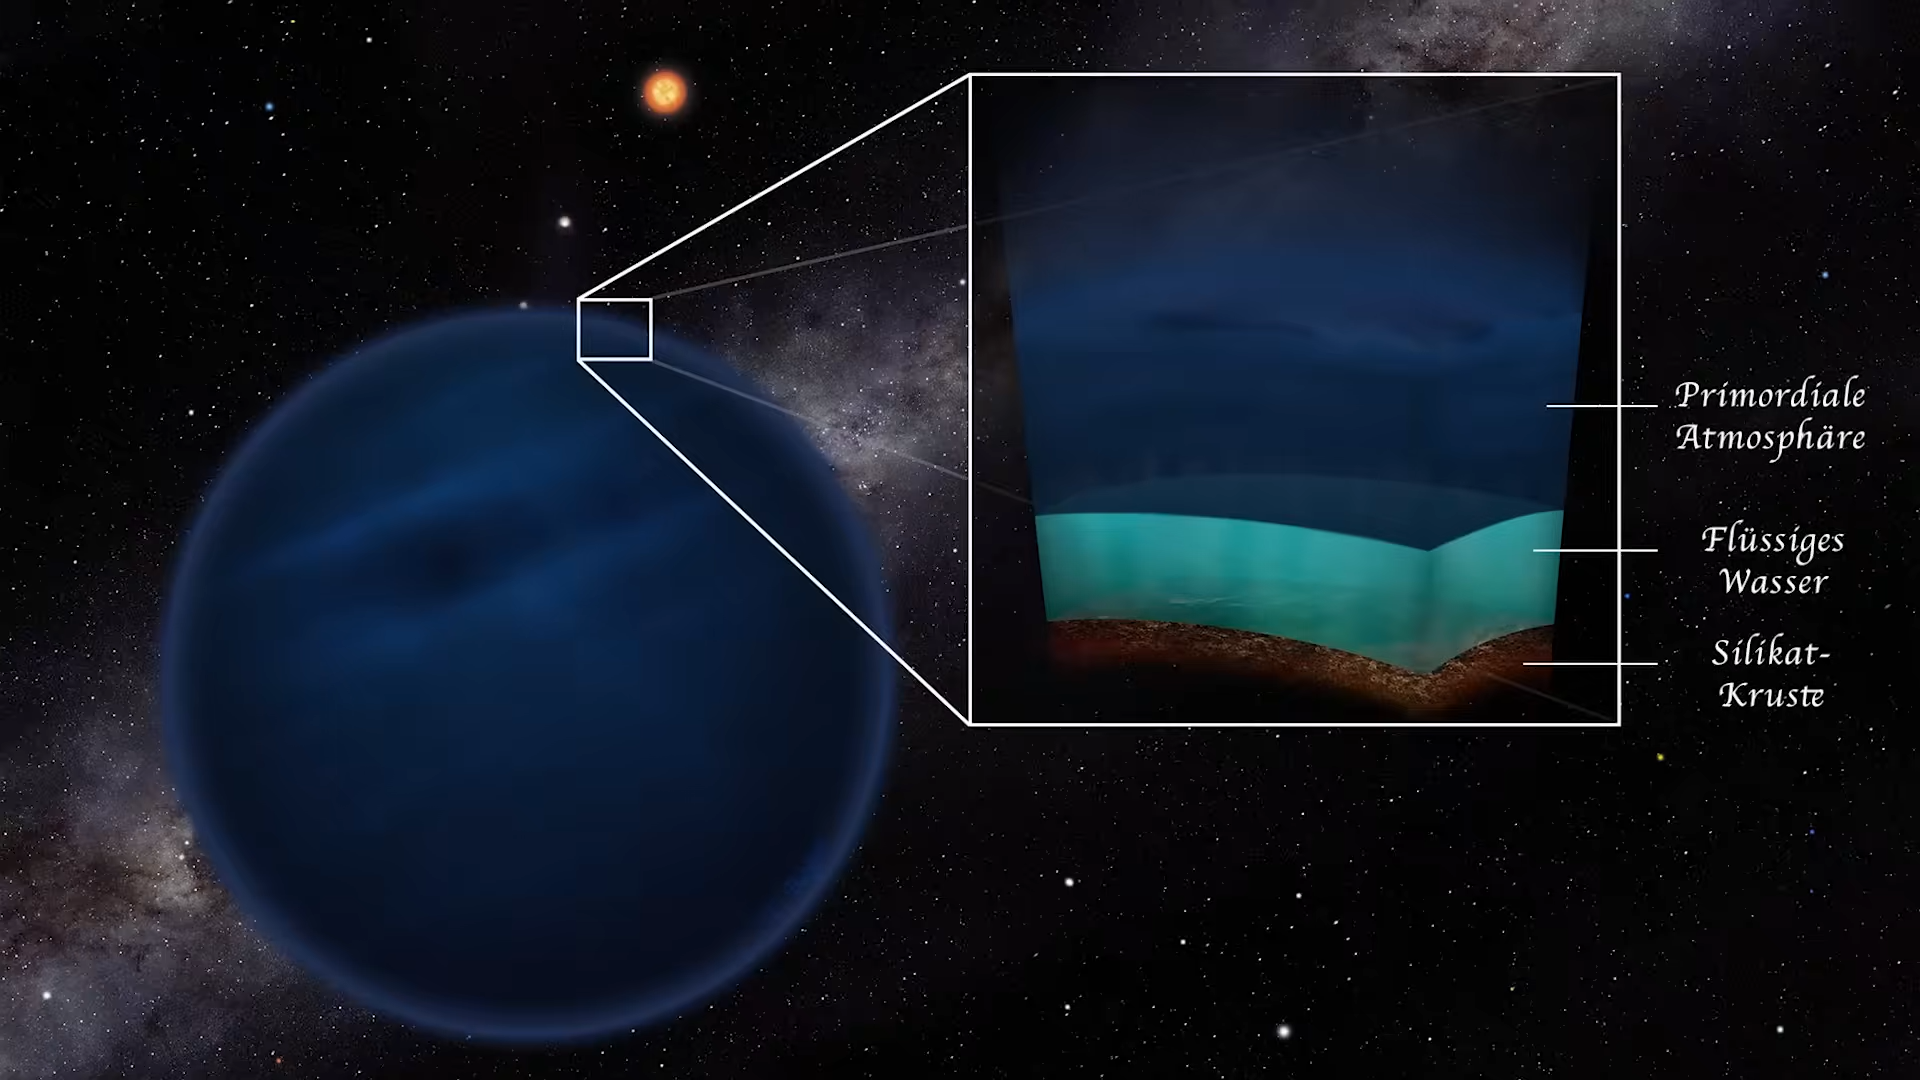 Primordiale
Atmosphäre
Flüssiges
Wasser
Silikat-
Kruste